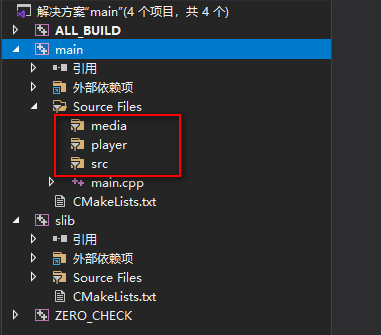 解决方案"main"(4 个项目，共 4 个)
ALL_BUILD
main
引用
外部依赖项
Source Files
media
player
src
main.cpp
CMakeLists.txt
slib
引用
外部依赖项
Source Files
CMakeLists.txt
ZERO_CHECK